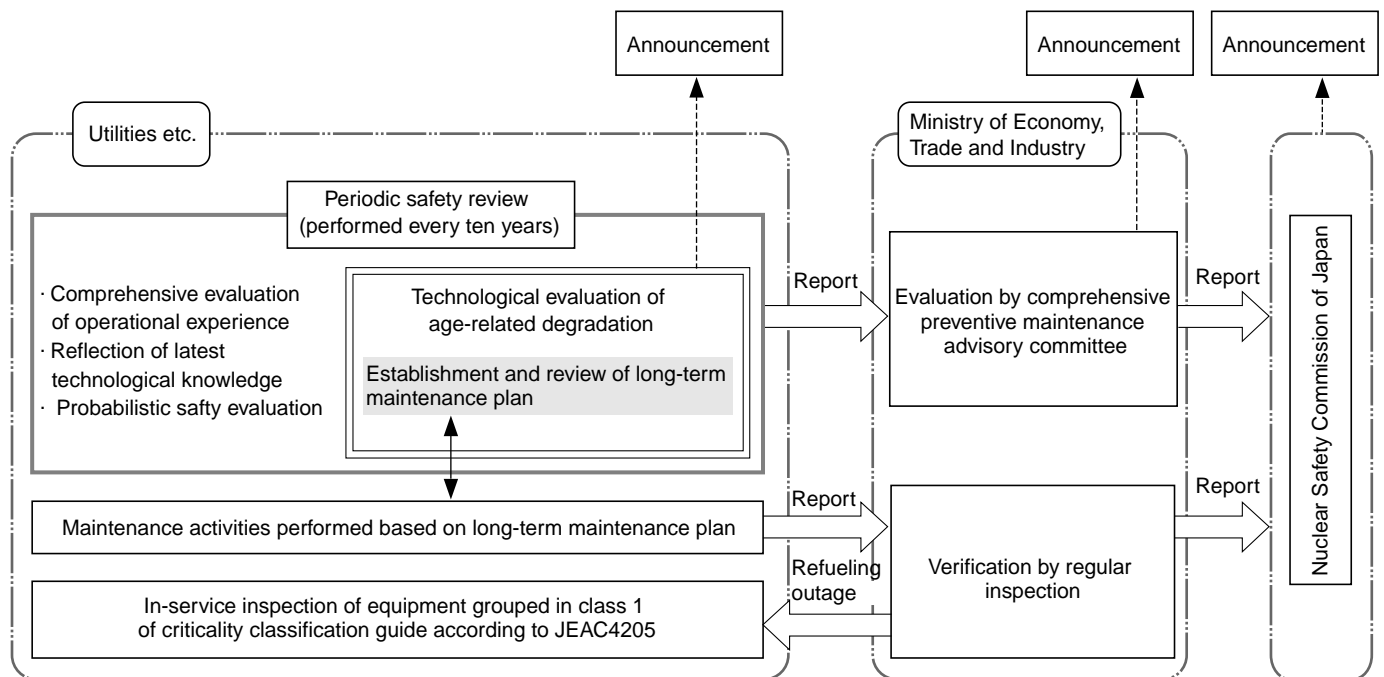 Announcement
Announcement
Announcement
Utilities etc.
Ministry of Economy,
Trade and Industry
Periodic safety review
(performed every ten years)
· Comprehensive evaluation
of operational experience
· Reflection of latest
technological knowledge
· Probabilistic safty evaluation
Technological evaluation of
age-related degradation
Establishment and review of long-term
maintenance plan
Report
Evaluation by comprehensive
preventive maintenance
advisory committee
Report
Nuclear Safety Commission of Japan
Maintenance activities performed based on long-term maintenance plan
Report
Verification by regular
inspection
Report
Refueling
outage
In-service inspection of equipment grouped in class 1
of criticality classification guide according to JEAC4205